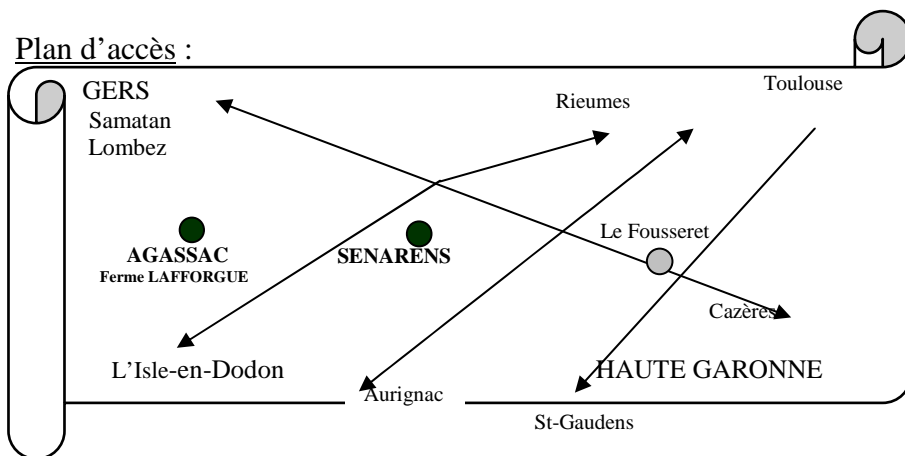 Plan d’accès :
GERS
Samatan
Lombez
Rieumes
Toulouse
AGASSAC
Ferme LAFFORGUE
SENARENS
Le Fousseret
Cazères
L’Isle-en-Dodon
Aurignac
HAUTE GARONNE
St-Gaudens